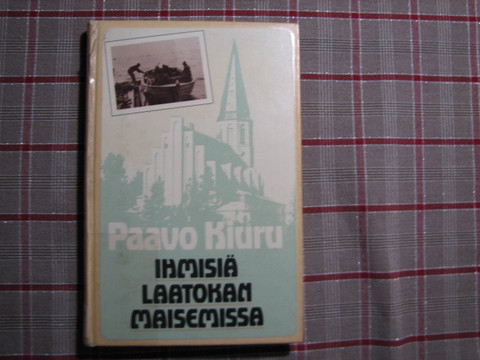 Paavo Kiuru
IHMISIÄ
LAATOKAN
MAISEMISSA